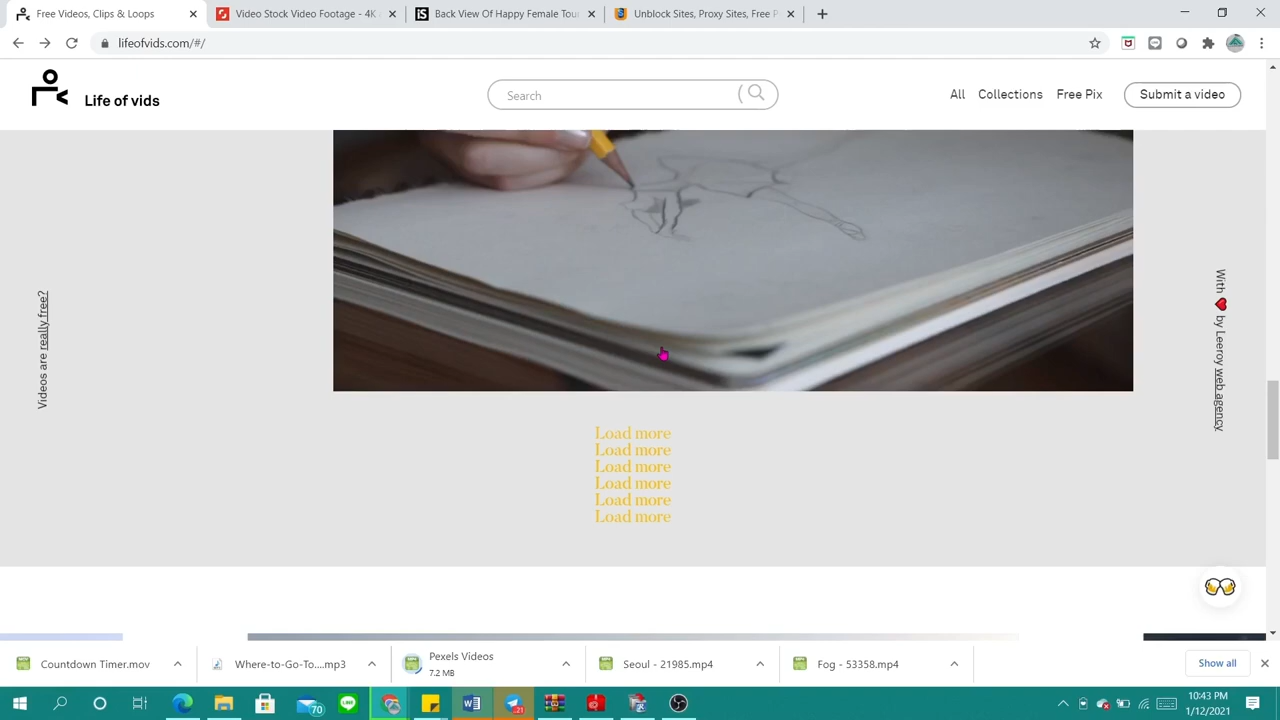 Free Videos, Clips & Loops
Video Stock Video Footage - 4K
Back View Of Happy Female Tou
Unblock Sites, Proxy Sites, Free P
lifeofvids.com/#/
Life of vids
Search
All
Collections
Free Pix
Submit a video
Videos are really free?
With ❤ by Leeroy web agency
Load more
Load more
Load more
Load more
Load more
Load more
Countdown Timer.mov
Where-to-Go-To....mp3
Pexels Videos
7.2 MB
Seoul - 21985.mp4
Fog - 53358.mp4
Show all
70
21
10:43 PM
1/12/2021